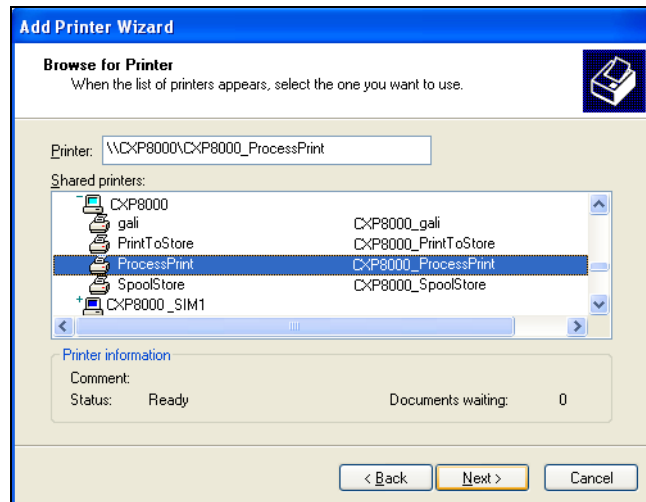 Add Printer Wizard
Browse for Printer
When the list of printers appears, select the one you want to use.
Printer: \\CXP8000\CXP8000_ProcessPrint
Shared printers:
CXP8000
gali CXP8000_gali
PrintToStore CXP8000_PrintToStore
ProcessPrint CXP8000_ProcessPrint
SpoolStore CXP8000_SpoolStore
CXP8000_SIM1
Printer information
Comment:
Status: Ready Documents waiting: 0
< Back Next > Cancel